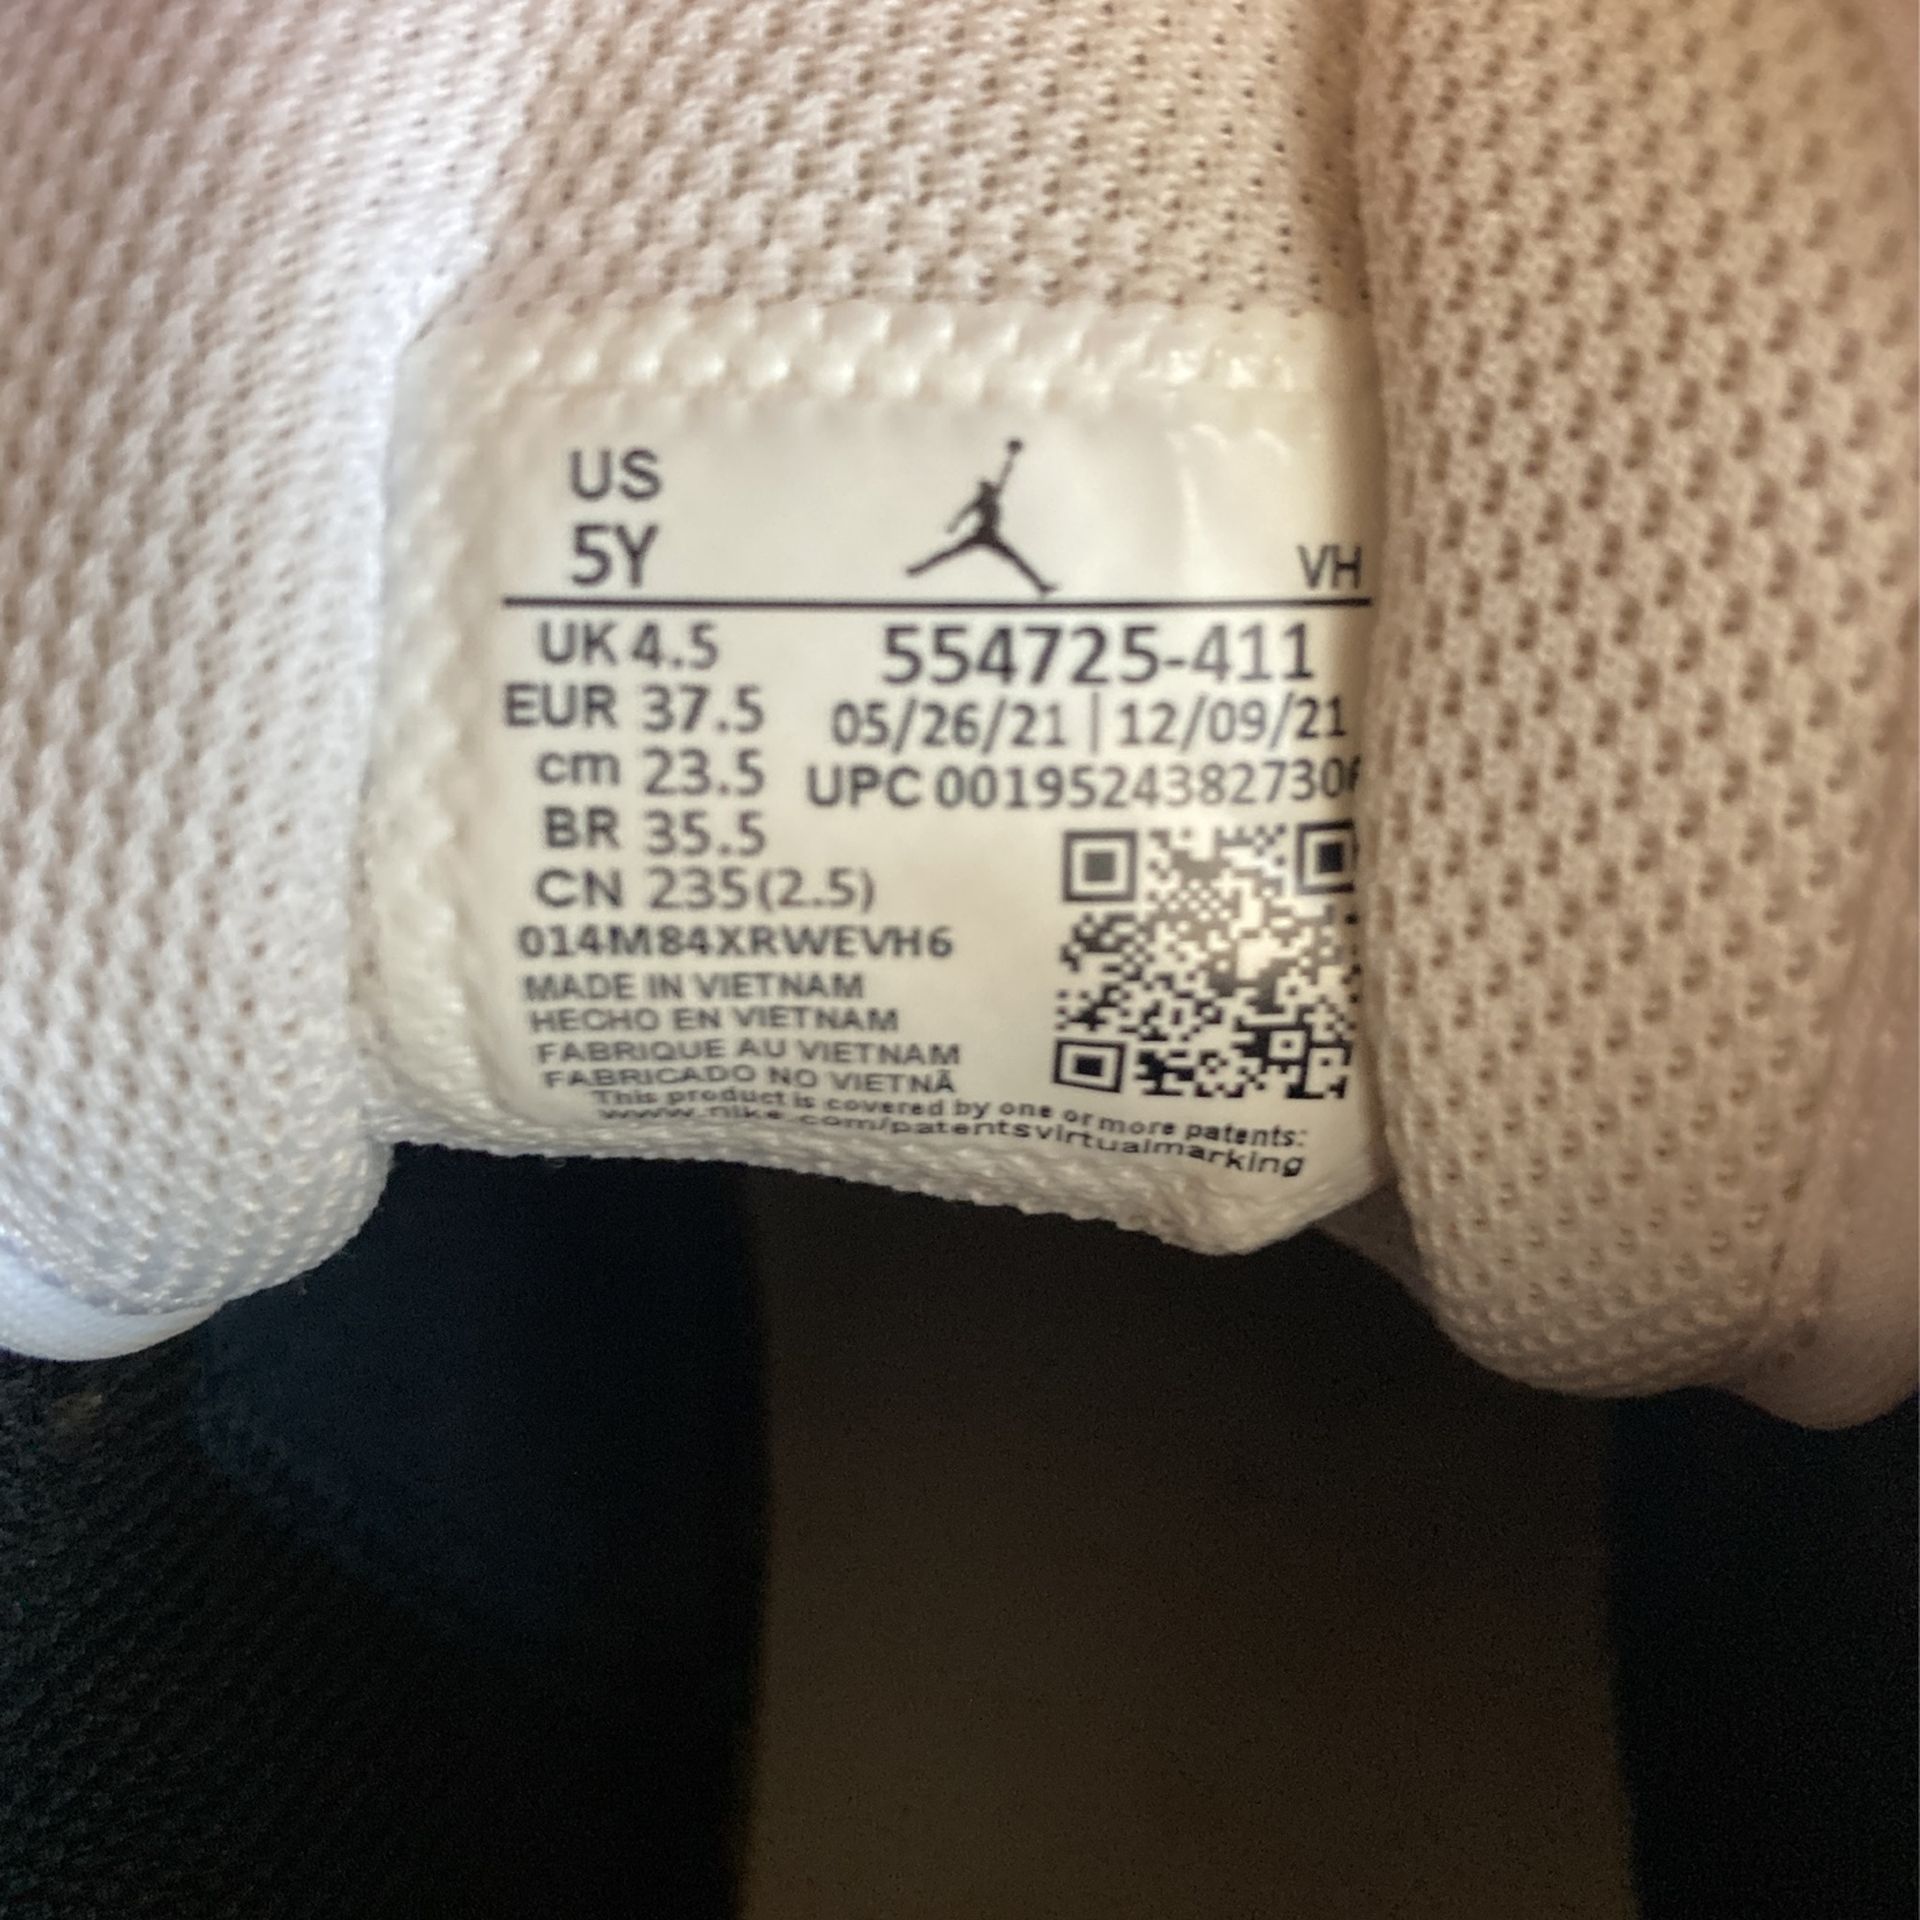 US
5Y
VH
UK 4.5
554725-411
EUR 37.5
05/26/21 | 12/09/21
cm 23.5
UPC 0019524382730
BR 35.5
CN 235(2.5)
014M84XRWEVH6
MADE IN VIETNAM
HECHO EN VIETNAM
FABRIQUE AU VIETNAM
FABRICADO NO VIETNÃ
This product is covered by one or more patents:
www.nike.com/patentsvirtualmarking